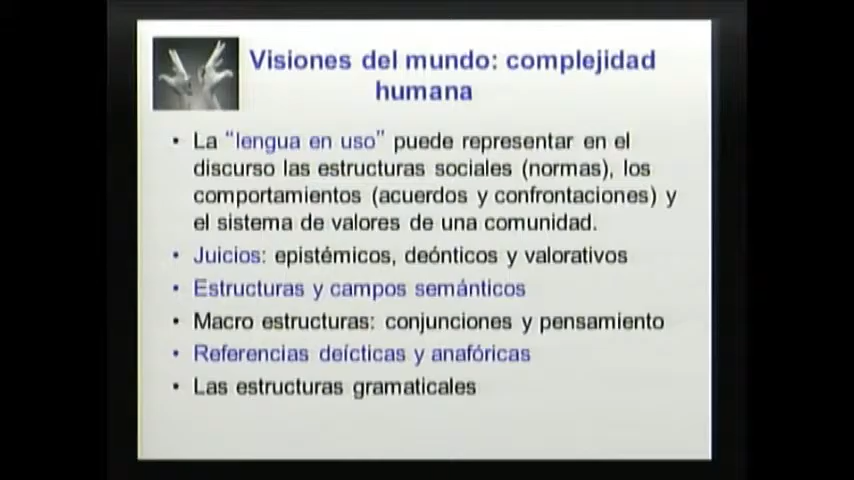 Visiones del mundo: complejidad
humana
• La “lengua en uso” puede representar en el
discurso las estructuras sociales (normas), los
comportamientos (acuerdos y confrontaciones) y
el sistema de valores de una comunidad.
• Juicios: epistémicos, deónticos y valorativos
• Estructuras y campos semánticos
• Macro estructuras: conjunciones y pensamiento
• Referencias deícticas y anafóricas
• Las estructuras gramaticales